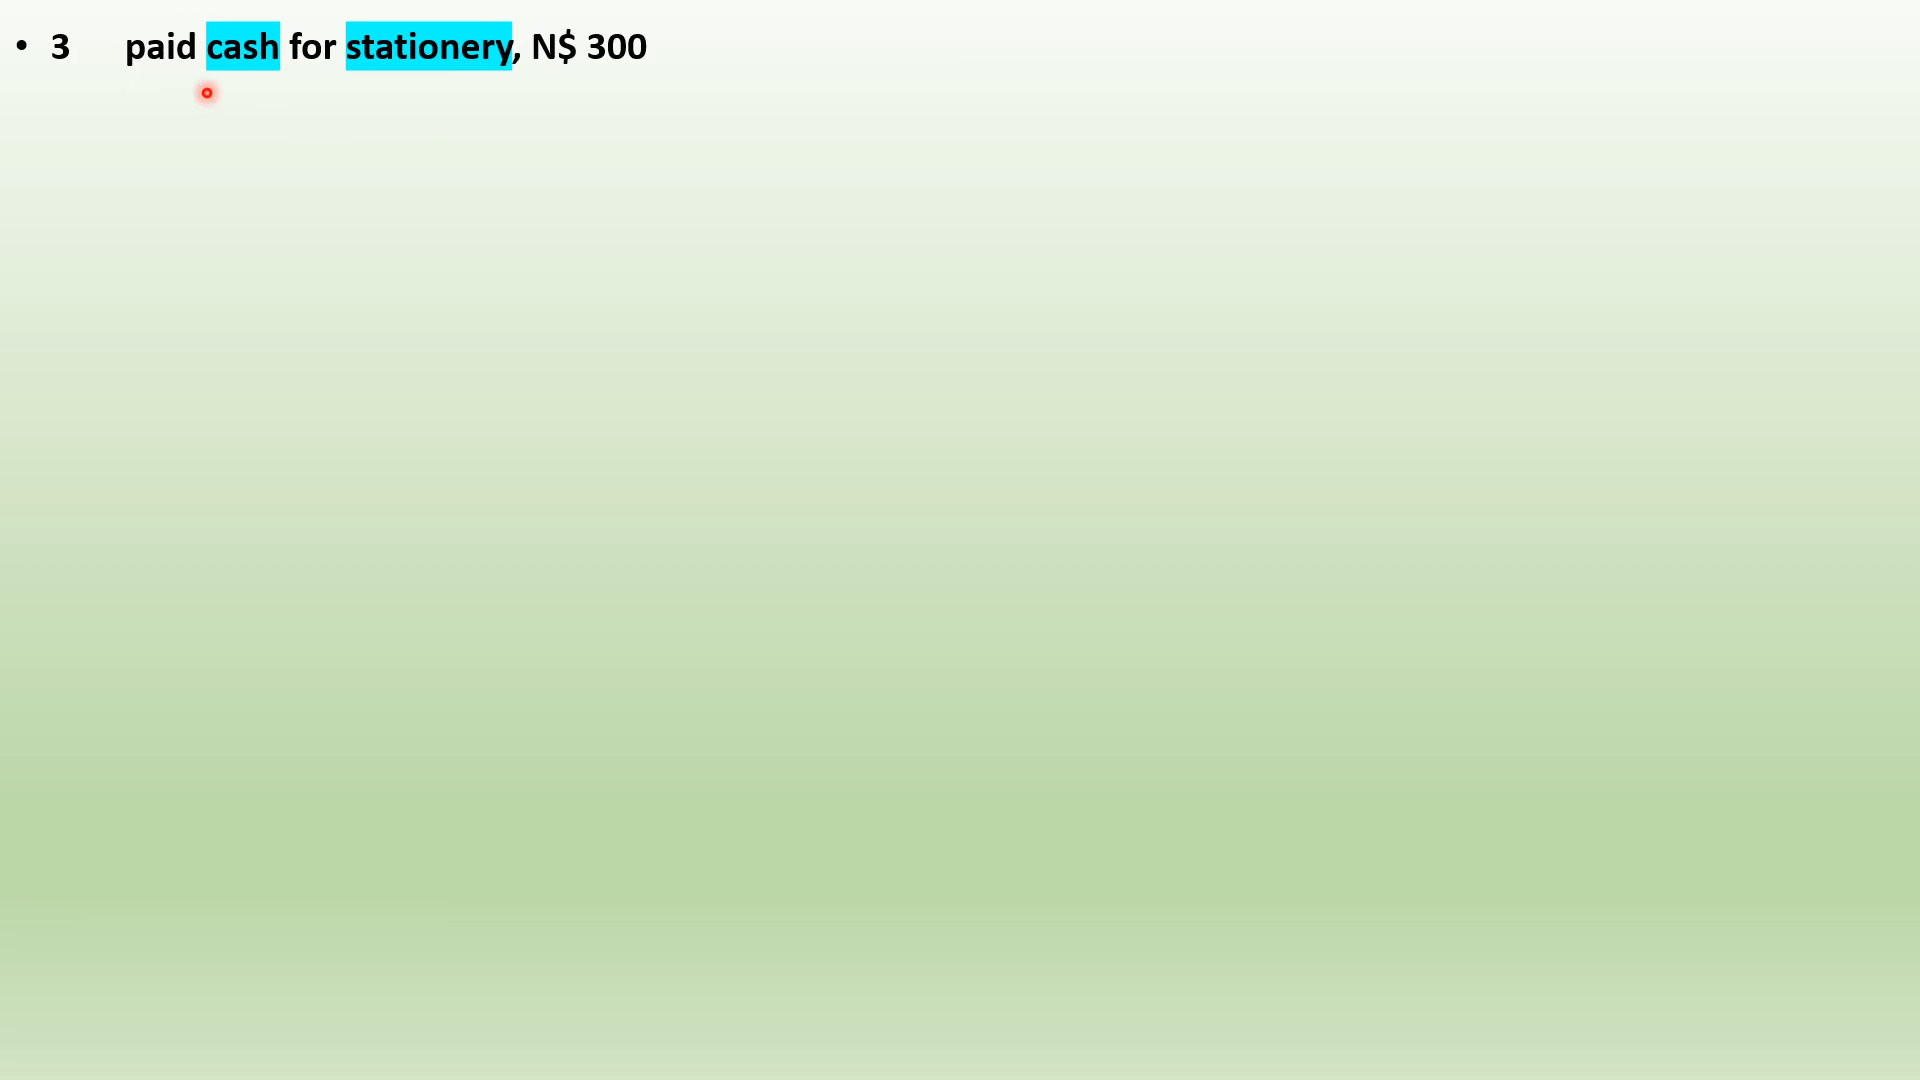 • 3 paid cash for stationery, N$ 300